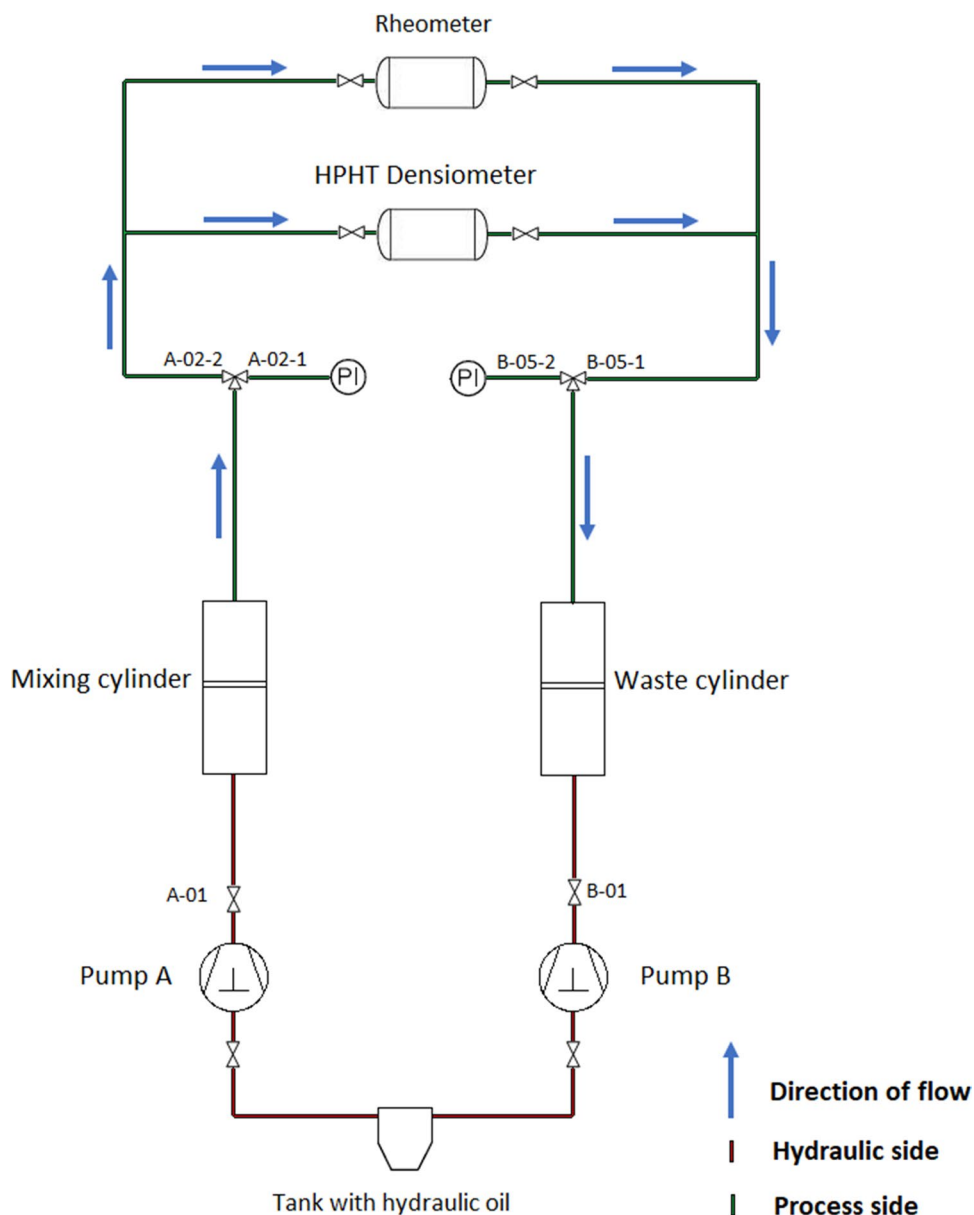 Rheometer
HPHT Densiometer
A-02-2
A-02-1
PI
PI
B-05-2
B-05-1
Mixing cylinder
Waste cylinder
A-01
B-01
Pump A
Pump B
Direction of flow
Hydraulic side
Tank with hydraulic oil
Process side